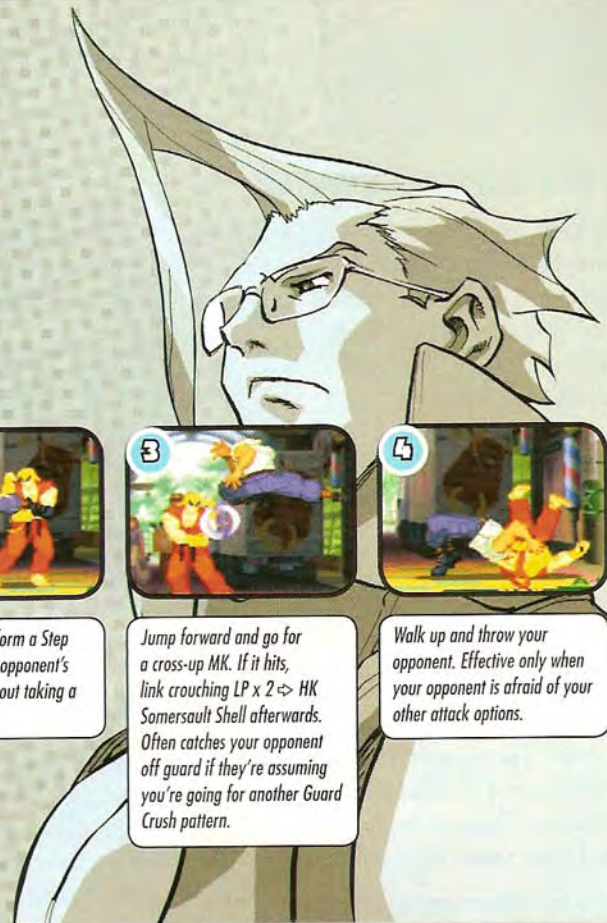 orm a Step
opponent's
out taking a
3
Jump forward and go for
a cross-up MK. If it hits,
link crouching LP x 2 ➪ HK
Somersault Shell afterwards.
Often catches your opponent
off guard if they're assuming
you're going for another Guard
Crush pattern.
4
Walk up and throw your
opponent. Effective only when
your opponent is afraid of your
other attack options.